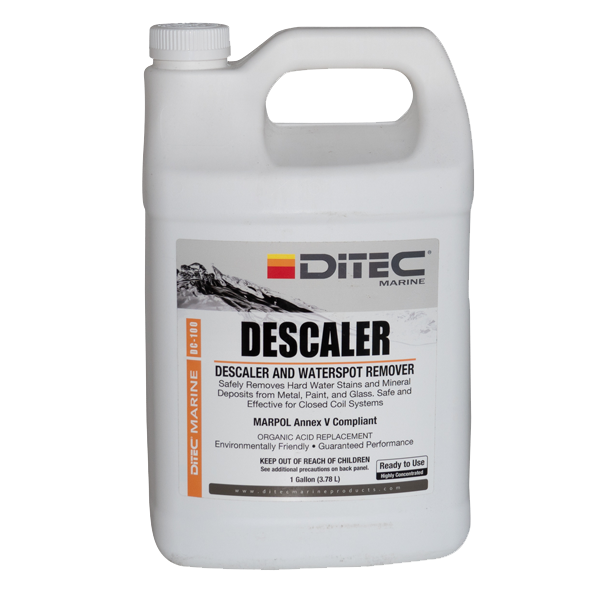 DiTEC®
MARINE
DESCALER
DESCALER AND WATERSPOT REMOVER
Safely Removes Hard Water Stains and Mineral
Deposits from Metal, Paint, and Glass. Safe and
Effective for Closed Coil Systems
MARPOL Annex V Compliant
ORGANIC ACID REPLACEMENT
Environmentally Friendly • Guaranteed Performance
KEEP OUT OF REACH OF CHILDREN
See additional precautions on back panel.
1 Gallon (3.78 L)
Ready to Use
Highly Concentrated
www.ditecmarineproducts.com
DiTEC MARINE DC-100